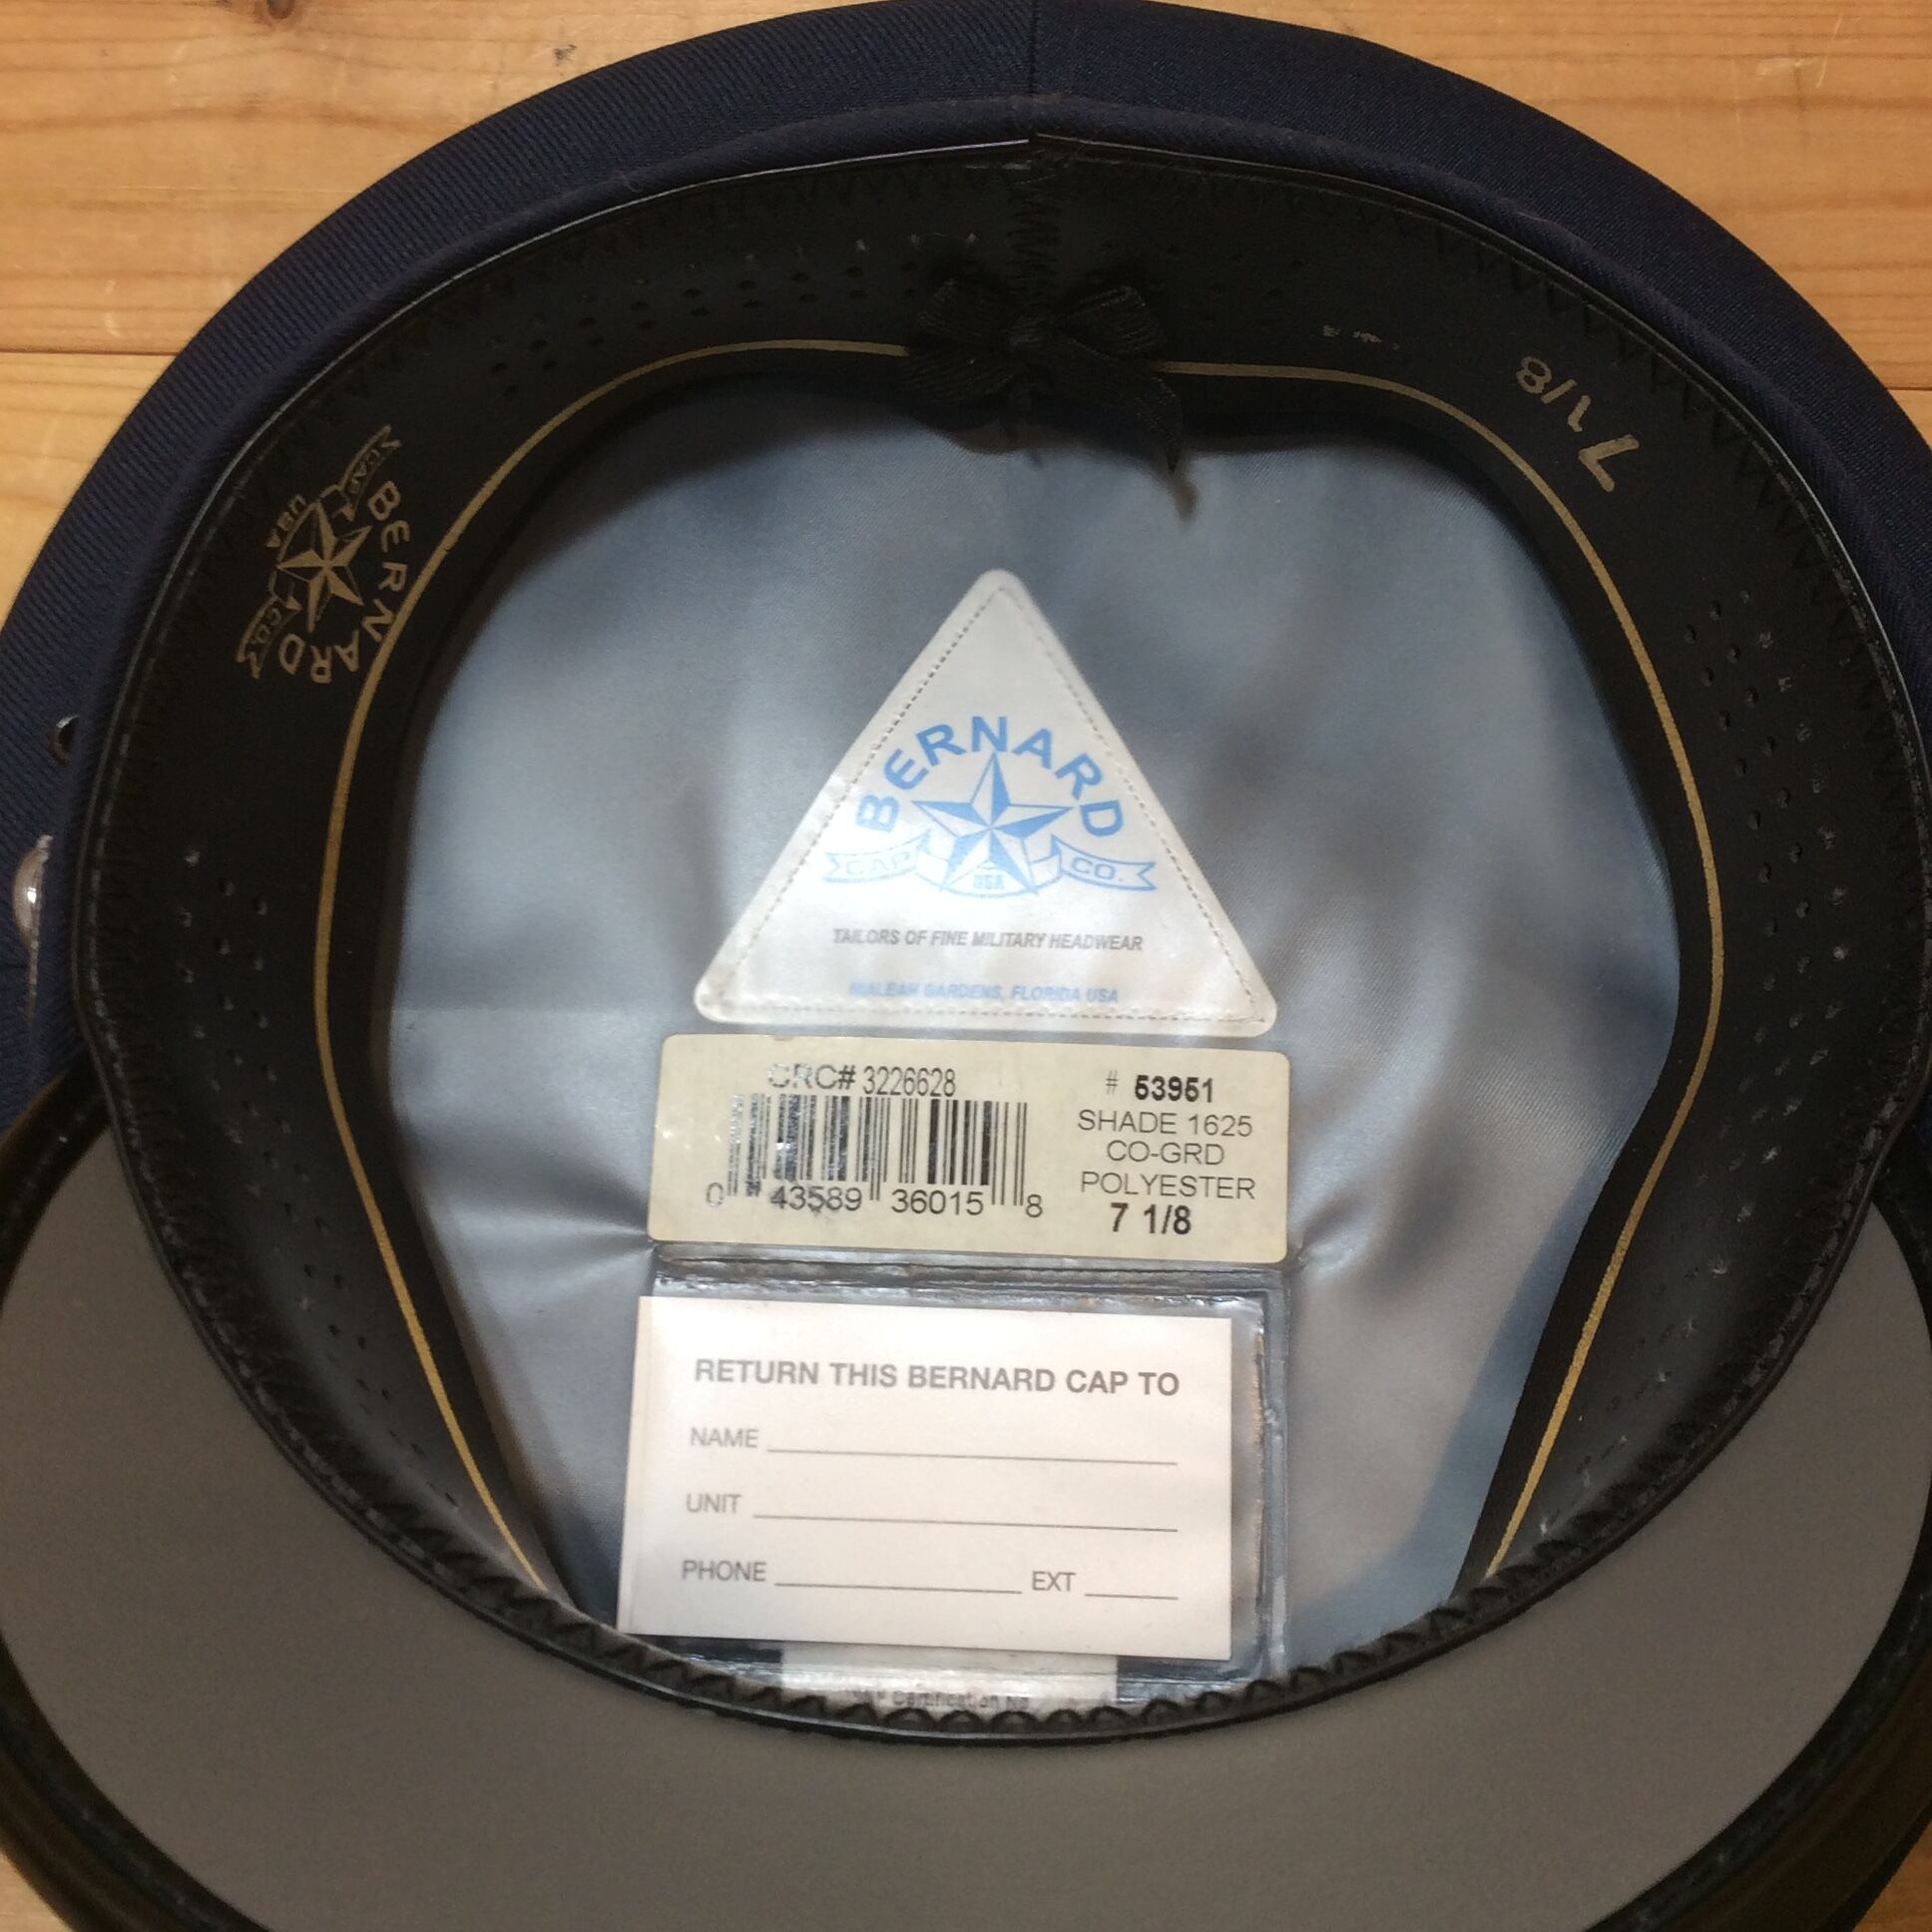 7 1/8
BERNARD
CAP CO.
USA
BERNARD
CAP CO.
USA
TAILORS OF FINE MILITARY HEADWEAR
HIALEAH GARDENS, FLORIDA USA
CRC# 3226628
0 43589 36015 8
# 53951
SHADE 1625
CO-GRD
POLYESTER
7 1/8
RETURN THIS BERNARD CAP TO
NAME
UNIT
PHONE EXT
Certification No